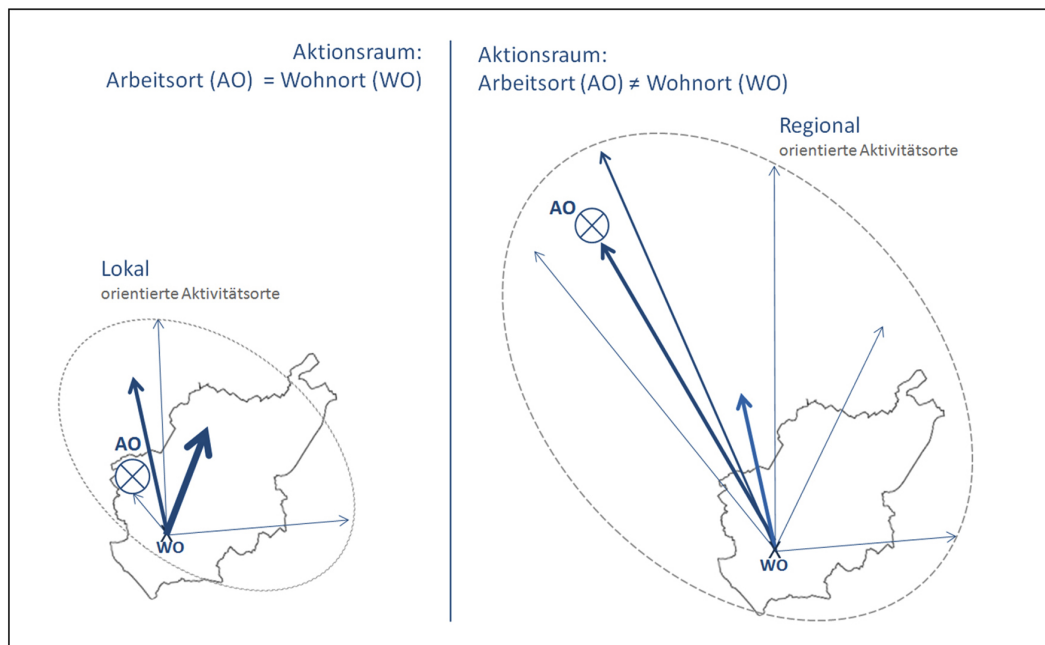 Aktionsraum:
Arbeitsort (AO) = Wohnort (WO)
Lokal
orientierte Aktivitätsorte
AO
WO
Aktionsraum:
Arbeitsort (AO) ≠ Wohnort (WO)
Regional
orientierte Aktivitätsorte
AO
WO